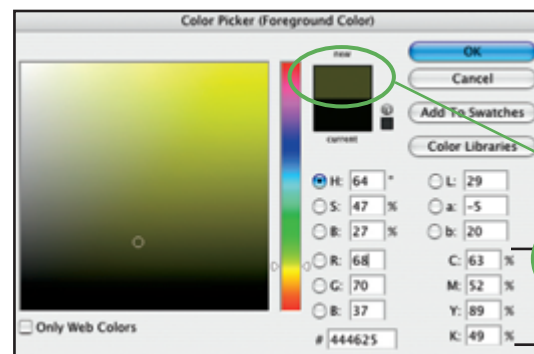 Color Picker (Foreground Color)
new
OK
Cancel
Add To Swatches
current
Color Libraries
H: 64 °
L: 29
S: 47 %
a: -5
B: 27 %
b: 20
R: 68
C: 63 %
G: 70
M: 52 %
B: 37
Y: 89 %
Only Web Colors
# 444625
K: 49 %